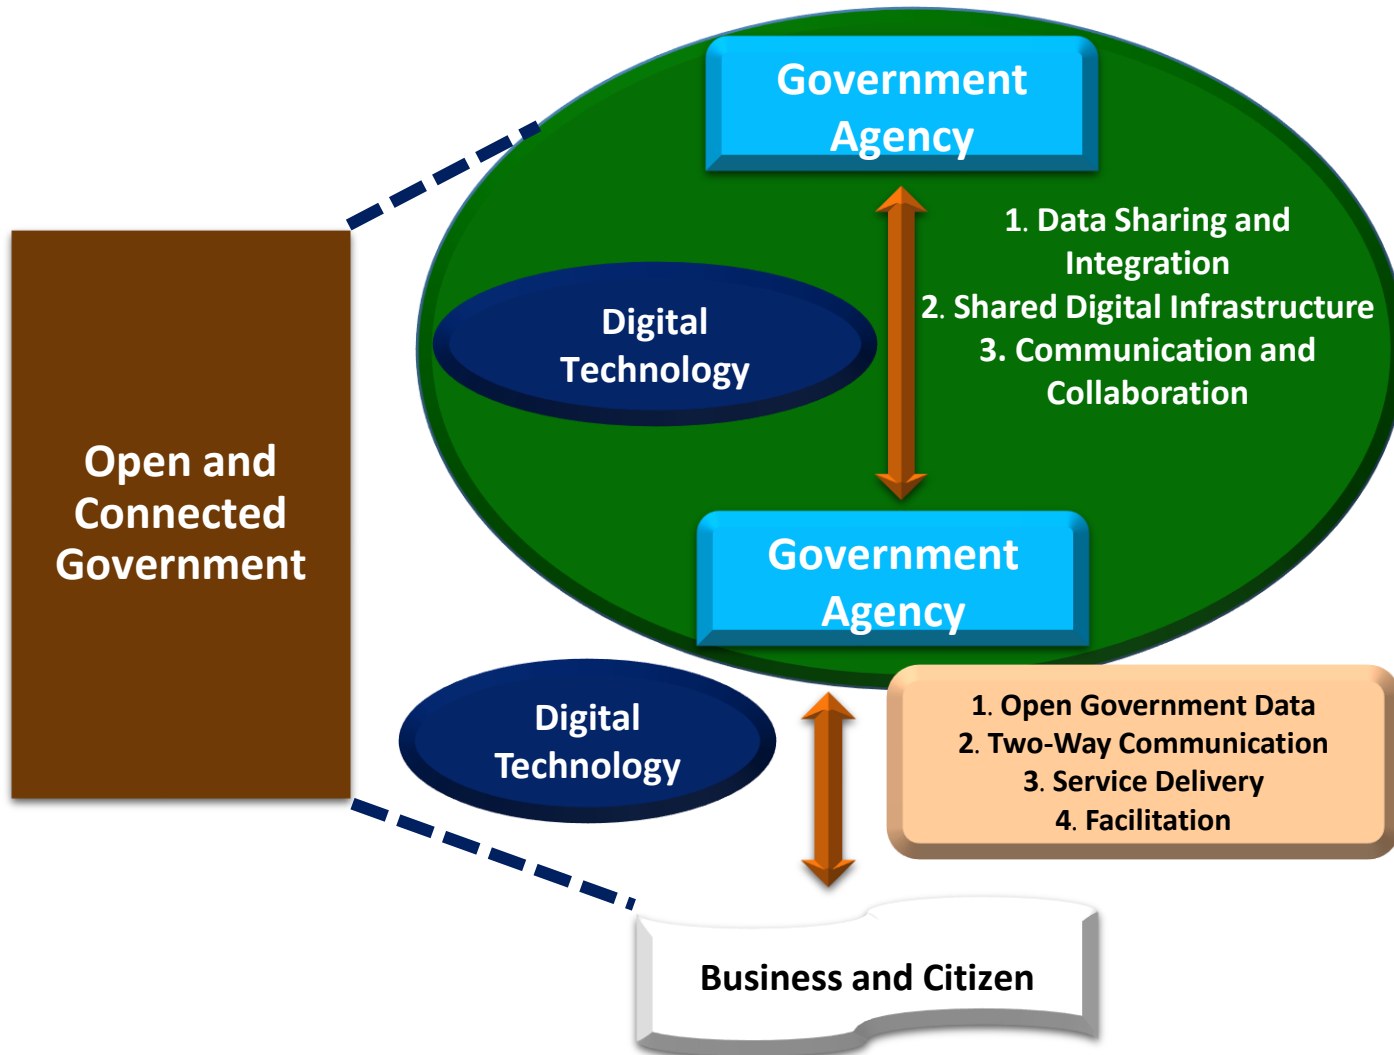 Government
Agency
1. Data Sharing and
Integration
2. Shared Digital Infrastructure
3. Communication and
Collaboration
Digital
Technology
Open and
Connected
Government
Government
Agency
Digital
Technology
1. Open Government Data
2. Two-Way Communication
3. Service Delivery
4. Facilitation
Business and Citizen